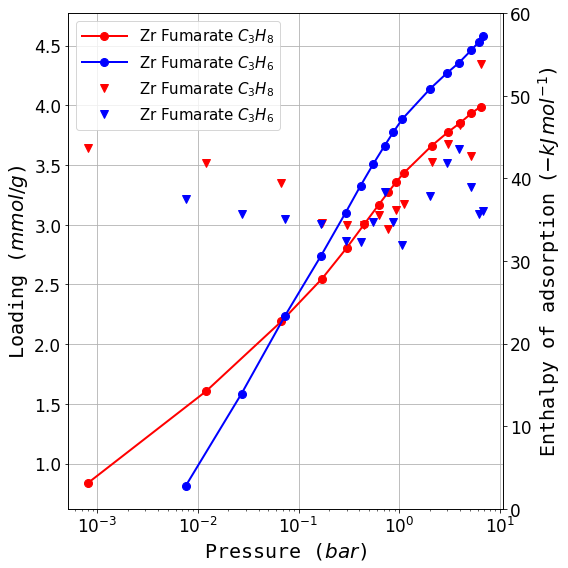 Zr Fumarate C₃H₈
Zr Fumarate C₃H₆
Zr Fumarate C₃H₈
Zr Fumarate C₃H₆
4.5
4.0
3.5
3.0
2.5
2.0
1.5
1.0
Loading (mmol/g)
60
50
40
30
20
10
0
Enthalpy of adsorption (−kJ mol⁻¹)
10⁻³ 10⁻² 10⁻¹ 10⁰ 10¹
Pressure (bar)